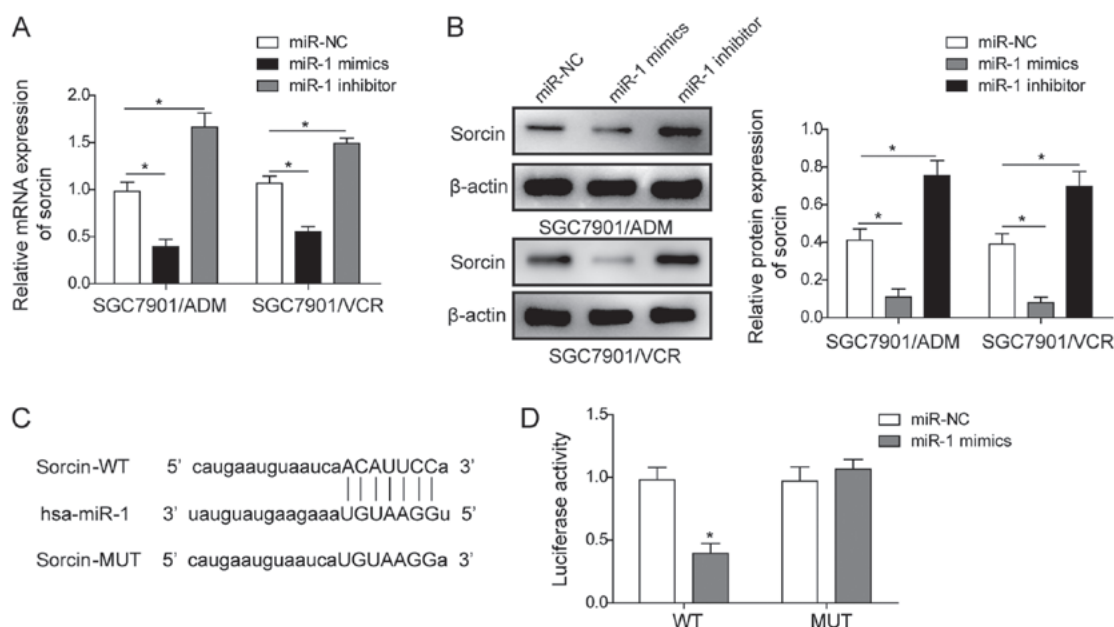 A
miR-NC
miR-1 mimics
miR-1 inhibitor
Relative mRNA expression
of sorcin
2.0
1.5
1.0
0.5
0.0
*
*
*
*
SGC7901/ADM
SGC7901/VCR
B
miR-NC
miR-1 mimics
miR-1 inhibitor
Sorcin
β-actin
SGC7901/ADM
Sorcin
β-actin
SGC7901/VCR
miR-NC
miR-1 mimics
miR-1 inhibitor
Relative protein expression
of sorcin
1.0
0.8
0.6
0.4
0.2
0.0
*
*
*
*
SGC7901/ADM
SGC7901/VCR
C
Sorcin-WT 5’ caugaauguaaucaACAUUCCa 3’
hsa-miR-1 3’ uauguaugaagaaaUGUAAGGu 5’
Sorcin-MUT 5’ caugaauguaaucaUGUAAGGa 3’
D
miR-NC
miR-1 mimics
Luciferase activity
1.5
1.0
0.5
0.0
*
WT
MUT